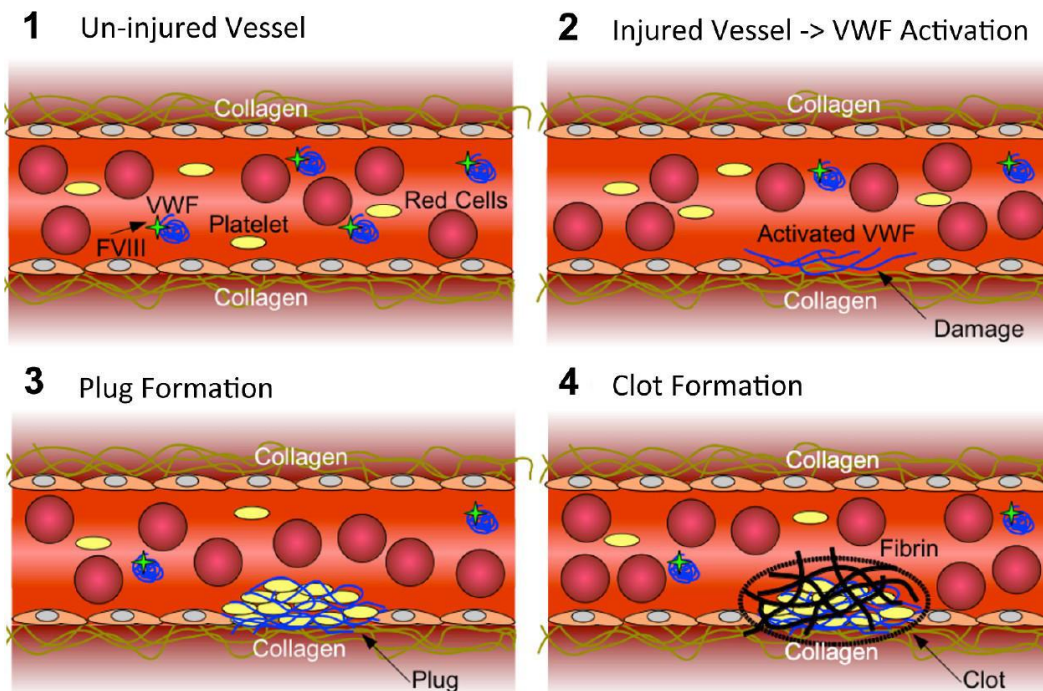 1 Un-injured Vessel
Collagen
VWF
FVIII
Platelet
Red Cells
Collagen
2 Injured Vessel -> VWF Activation
Collagen
Activated VWF
Collagen
Damage
3 Plug Formation
Collagen
Collagen
Plug
4 Clot Formation
Collagen
Fibrin
Collagen
Clot